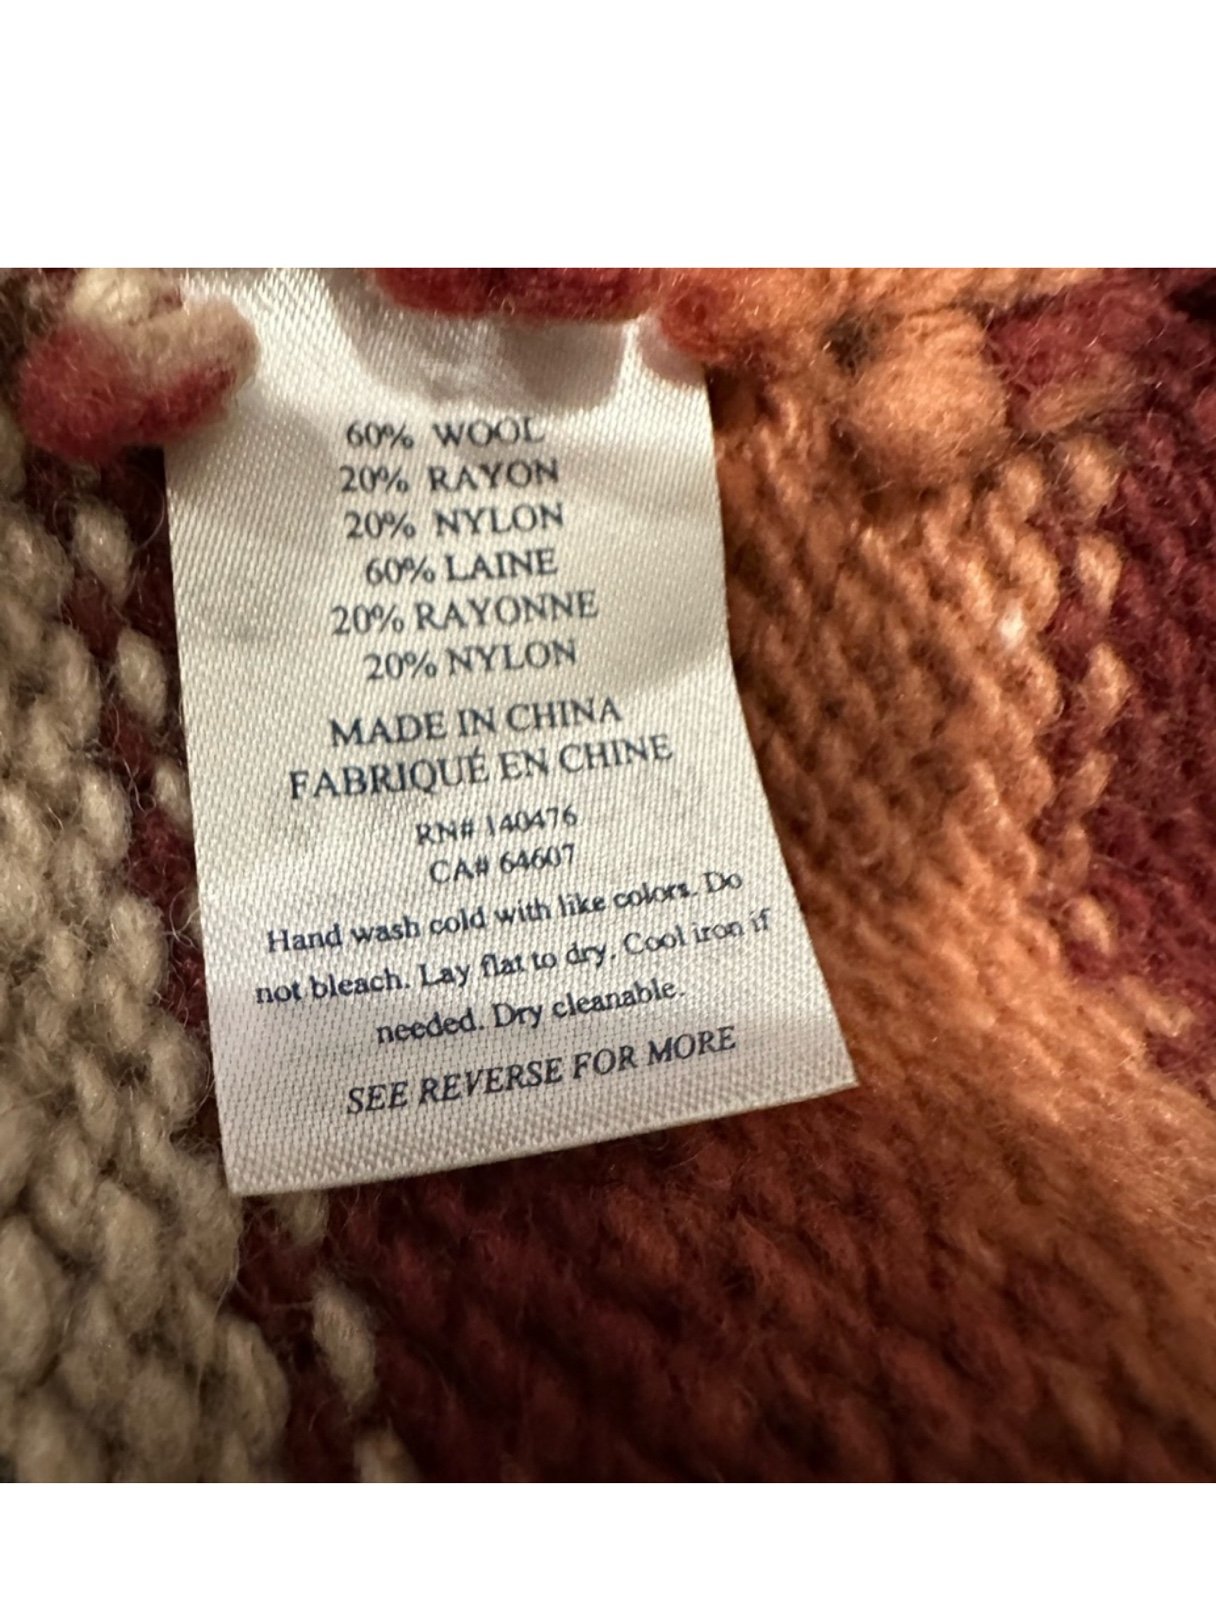 60% WOOL
20% RAYON
20% NYLON
60% LAINE
20% RAYONNE
20% NYLON
MADE IN CHINA
FABRIQUÉ EN CHINE
RN# 140476
CA# 64607
Hand wash cold with like colors. Do
not bleach. Lay flat to dry. Cool iron if
needed. Dry cleanable.
SEE REVERSE FOR MORE